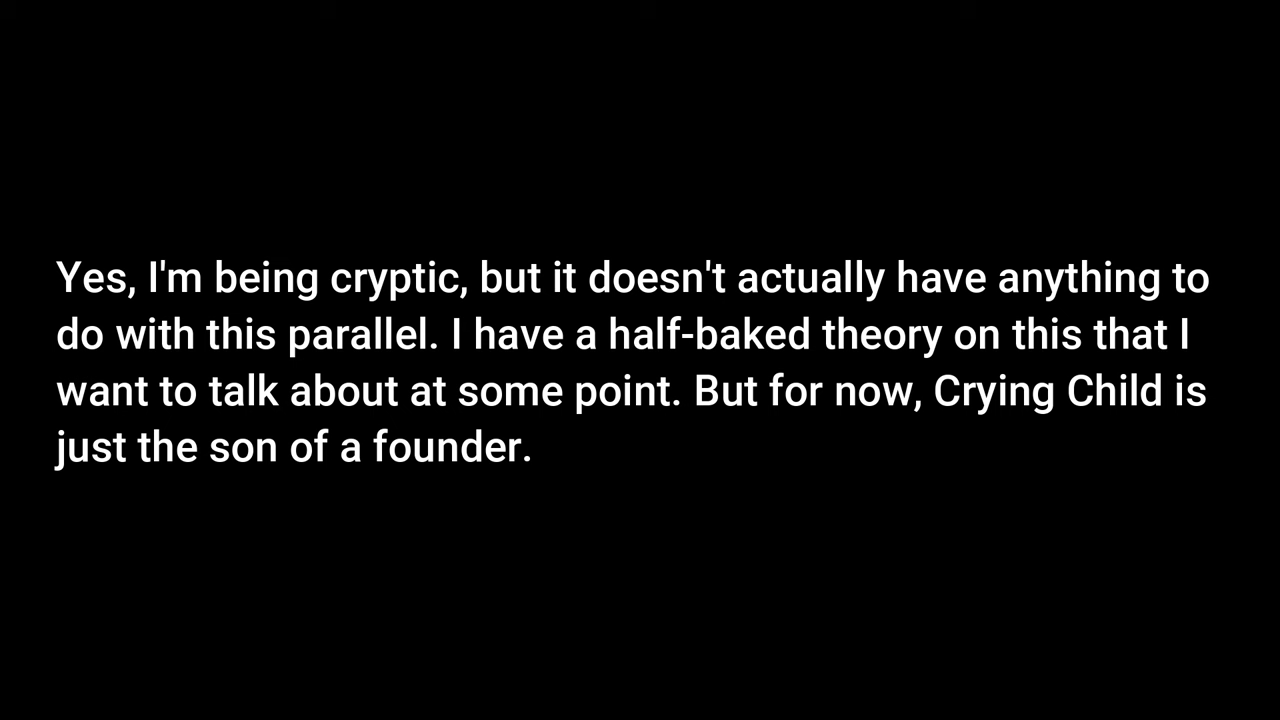 Yes, I'm being cryptic, but it doesn't actually have anything to
do with this parallel. I have a half-baked theory on this that I
want to talk about at some point. But for now, Crying Child is
just the son of a founder.